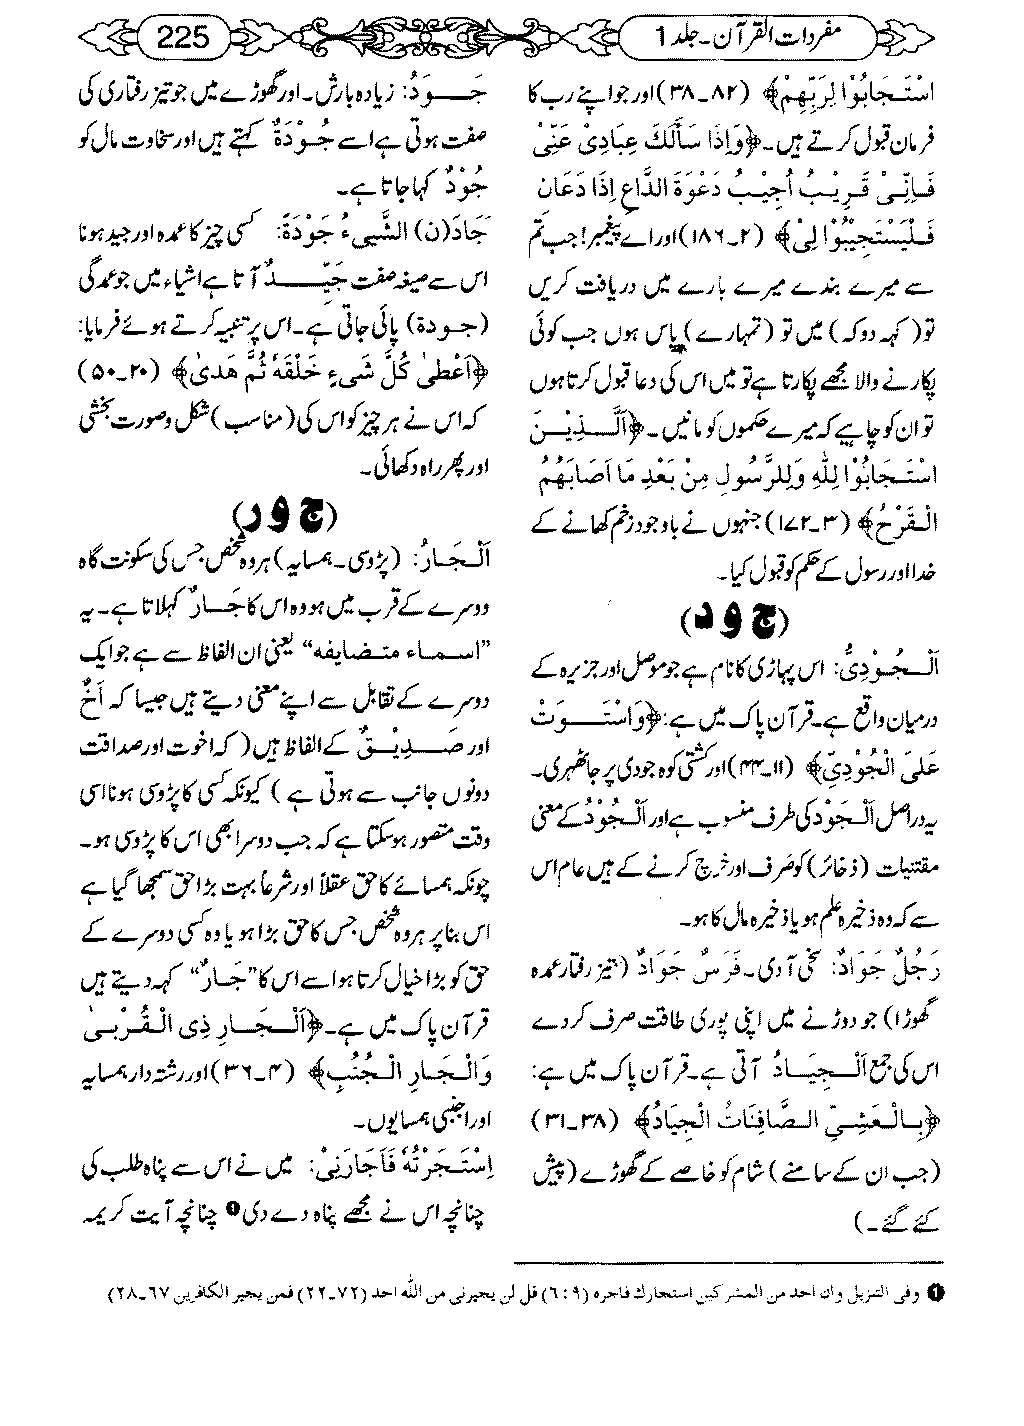 مفردات القرآن۔ جلد 1
225
اسْتَجَابُوْا لِرَبِّهِمْ﴾ (۴۲۔۳۸) اور جو اپنے رب کا
فرمان قبول کرتے ہیں۔ ﴿وَاِذَا سَأَلَكَ عِبَادِیْ عَنِّیْ
فَاِنِّیْ قَرِیْبٌ اُجِیْبُ دَعْوَةَ الدَّاعِ اِذَا دَعَانِ
فَلْیَسْتَجِیْبُوْا لِیْ﴾ (۲۔۱۸۶) اور اے پیغمبر! جب تم
سے میرے بندے میرے بارے میں دریافت کریں
تو (کہہ دو کہ) میں تو (تمہارے) پاس ہوں جب کوئی
پکارنے والا مجھے پکارتا ہے تو میں اس کی دعا قبول کرتا ہوں
تو ان کو چاہیے کہ میرے حکموں کو مانیں۔ ﴿اَلَّذِیْنَ
اسْتَجَابُوْا لِلّٰهِ وَلِلرَّسُوْلِ مِنْ بَعْدِ مَا اَصَابَهُمُ
الْقَرْحُ﴾ (۳۔۱۷۲) جنہوں نے باوجود زخم کھانے کے
خدا اور رسول کے حکم کو قبول کیا۔
(ج و د)
اَلْجُوْدِیُّ: اس پہاڑی کا نام ہے جو موصل اور جزیرہ کے
درمیان واقع ہے۔ قرآن پاک میں ہے: ﴿وَاسْتَوَتْ
عَلَی الْجُوْدِیِّ﴾ (۱۱۔۴۴) اور کشتی کوہ جودی پر جا ٹھہری۔
یہ دراصل اَلْجَوْد کی طرف منسوب ہے اور اَلْجُوْدُ کے معنی
مقتنیات (ذخائر) کو صَرف اور خرچ کرنے کے ہیں عام اس
سے کہ وہ ذخیرہ علم ہو یا ذخیرہ مال کا ہو۔
رَجُلٌ جَوَادٌ: سخی آدمی۔ فَرَسٌ جَوَادٌ (تیز رفتار عمدہ
گھوڑا) جو دوڑنے میں اپنی پوری طاقت صرف کر دے
اس کی جمع اَلْجِیَادُ آتی ہے۔ قرآن پاک میں ہے:
﴿بِالْعَشِیِّ الصَّافِنَاتُ الْجِیَادُ﴾ (۳۸۔۳۱)
(جب ان کے سامنے) شام کو خاصے کے گھوڑے (پیش
کئے گئے۔)
جَوْدٌ: زیادہ بارش۔ اور گھوڑے میں جو تیز رفتاری کی
صفت ہوتی ہے اسے جُوْدَةٌ کہتے ہیں اور سخاوت مال کو
جُوْدٌ کہا جاتا ہے۔
جَادَ (ن) الشَّیْءُ جَوْدَةً: کسی چیز کا عمدہ اور جید ہونا
اس سے صیغہ صفت جَیِّدٌ آتا ہے اشیاء میں جو عمدگی
(جودة) پائی جاتی ہے۔ اس پر تنبیہ کرتے ہوئے فرمایا:
﴿اَعْطٰی كُلَّ شَیْءٍ خَلْقَهٗ ثُمَّ هَدٰی﴾ (۲۰۔۵۰)
کہ اس نے ہر چیز کو اس کی (مناسب) شکل و صورت بخشی
اور پھر راہ دکھائی۔
(ج و ر)
اَلْجَارُ: (پڑوسی۔ ہمسایہ) ہر وہ شخص جس کی سکونت گاہ
دوسرے کے قرب میں ہو وہ اس کا جَارٌ کہلاتا ہے۔ یہ
”اسماء متضایفه“ یعنی ان الفاظ سے ہے جو ایک
دوسرے کے تقابل سے اپنے معنی دیتے ہیں جیسا کہ اَخٌ
اور صَدِیْقٌ کے الفاظ ہیں (کہ اخوت اور صداقت
دونوں جانب سے ہوتی ہے) کیونکہ کسی کا پڑوسی ہونا اسی
وقت متصور ہو سکتا ہے کہ جب دوسرا بھی اس کا پڑوسی ہو۔
چونکہ ہمسائے کا حق عقلاً اور شرعاً بہت بڑا حق سمجھا گیا ہے
اس بنا پر ہر وہ شخص جس کا حق بڑا ہو یا وہ کسی دوسرے کے
حق کو بڑا خیال کرتا ہو اسے اس کا ”جَارٌ“ کہہ دیتے ہیں
قرآن پاک میں ہے۔ ﴿اَلْجَارِ ذِی الْقُرْبٰی
وَالْجَارِ الْجُنُبِ﴾ (۴۔۳۶) اور رشتہ دار ہمسایہ
اور اجنبی ہمسایوں۔
اِسْتَجَرْتُهٗ فَاَجَارَنِیْ: میں نے اس سے پناہ طلب کی
چنانچہ اس نے مجھے پناہ دے دی❶ چنانچہ آیت کریمہ
❶ وفی التنزیل وان احد من المشرکین استجارك فاجره (۶:۹) قل لن یجیرنی من الله احد (۷۲۔۲۲) فمن یجیر الکافرین ۶۷۔۲۸)